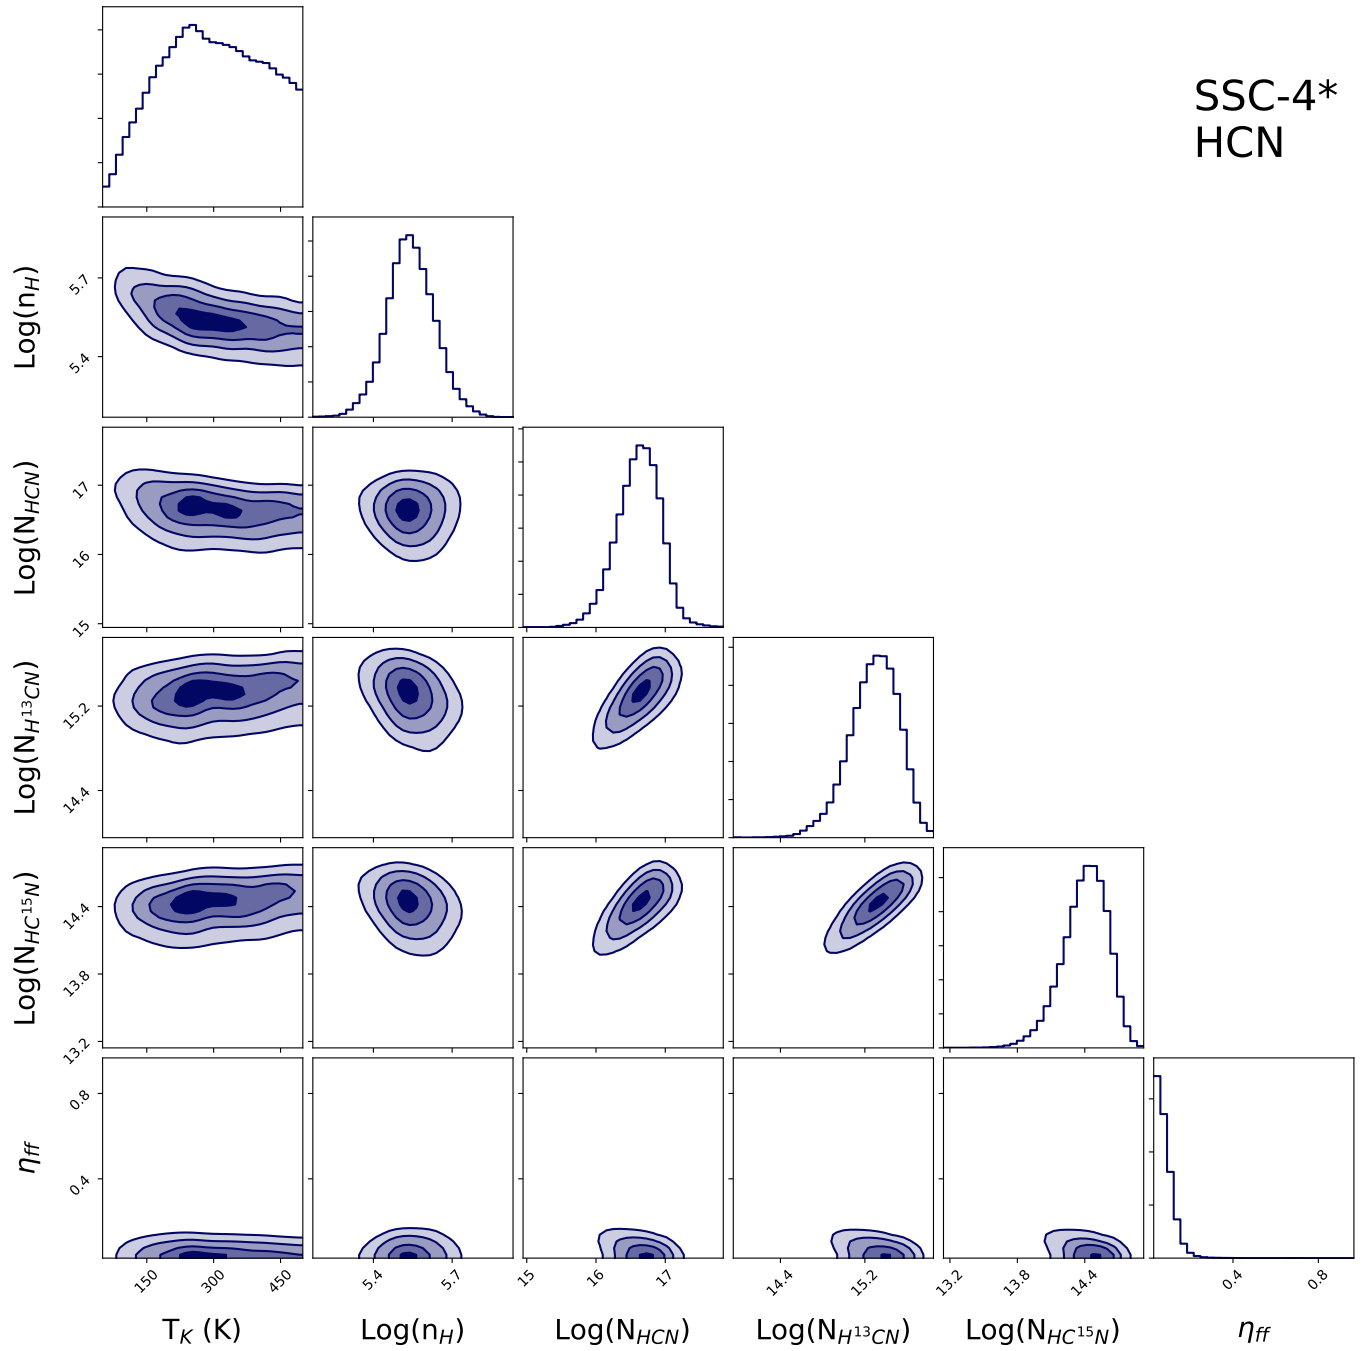 SSC-4*
HCN
Log(n_H)
5.7
5.4
Log(N_HCN)
17
16
15
Log(N_H¹³CN)
15.2
14.4
Log(N_HC¹⁵N)
14.4
13.8
13.2
η_ff
0.8
0.4
150 300 450
5.4 5.7
15 16 17
14.4 15.2
13.2 13.8 14.4
0.4 0.8
T_K (K)
Log(n_H)
Log(N_HCN)
Log(N_H¹³CN)
Log(N_HC¹⁵N)
η_ff